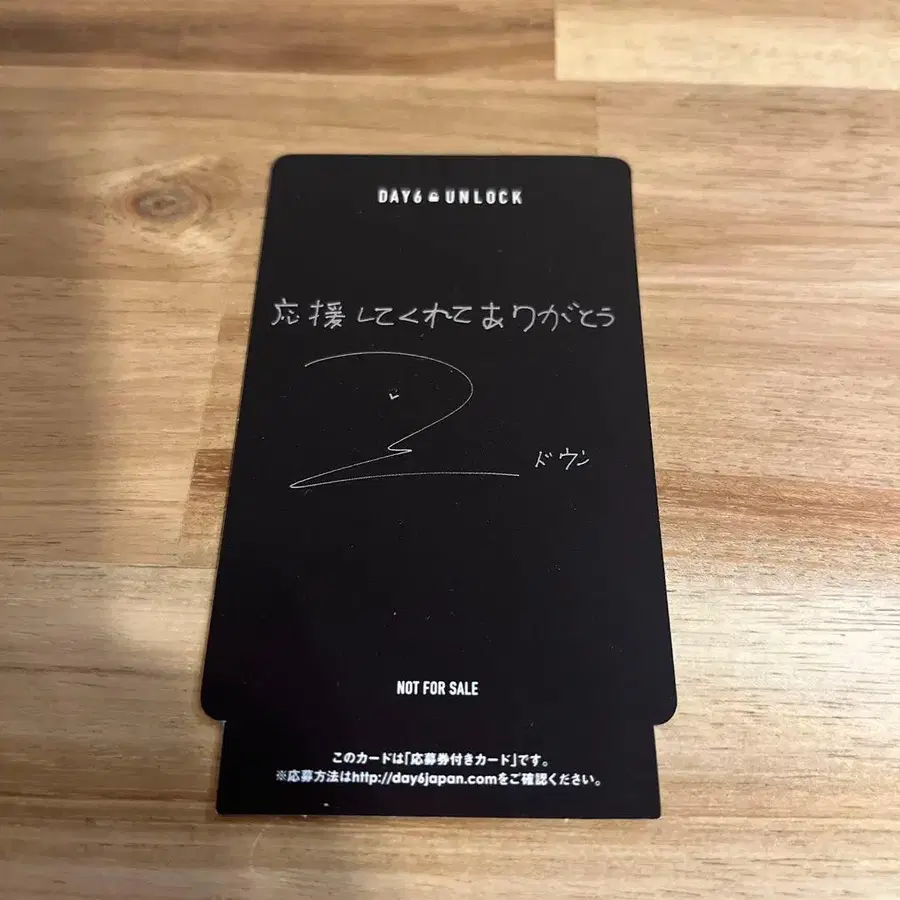 DAY6 UNLOCK
応援してくれてありがとう
ドウン
NOT FOR SALE
このカードは「応募券付きカード」です。
※応募方法はhttp://day6japan.comをご確認ください。